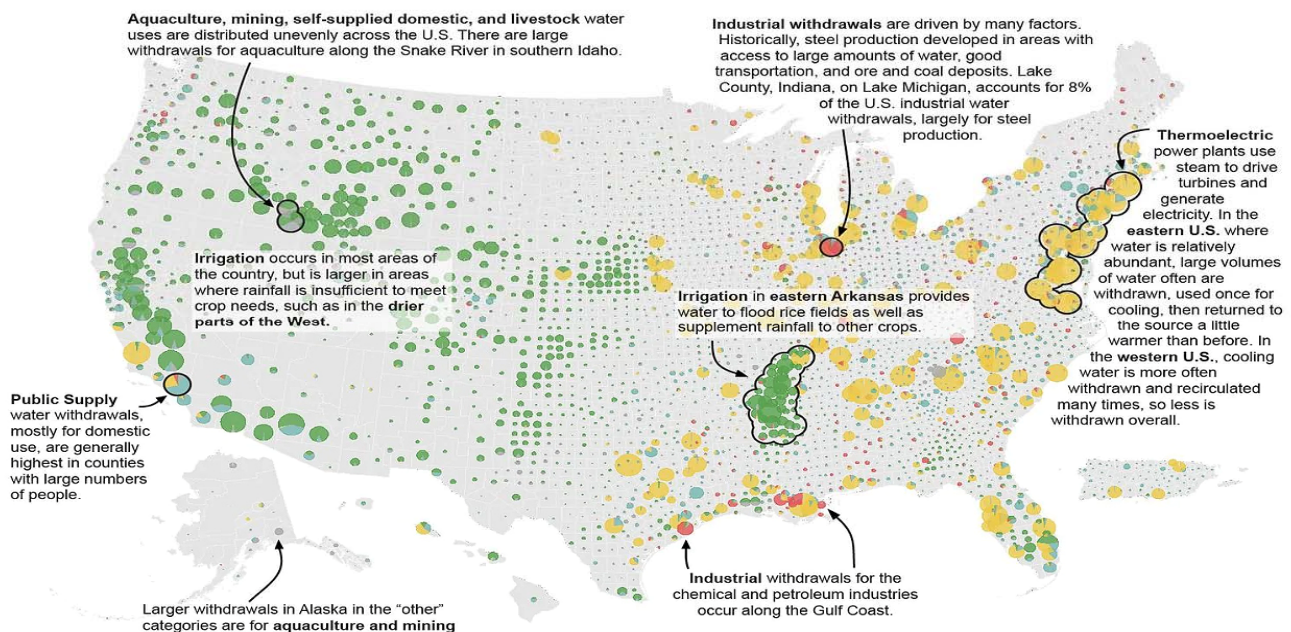 Aquaculture, mining, self-supplied domestic, and livestock water
uses are distributed unevenly across the U.S. There are large
withdrawals for aquaculture along the Snake River in southern Idaho.
Industrial withdrawals are driven by many factors.
Historically, steel production developed in areas with
access to large amounts of water, good
transportation, and ore and coal deposits. Lake
County, Indiana, on Lake Michigan, accounts for 8%
of the U.S. industrial water
withdrawals, largely for steel
production.
Thermoelectric
power plants use
steam to drive
turbines and
generate
electricity. In the
eastern U.S. where
water is relatively
abundant, large volumes
of water often are
withdrawn, used once for
cooling, then returned to
the source a little
warmer than before. In
the western U.S., cooling
water is more often
withdrawn and recirculated
many times, so less is
withdrawn overall.
Irrigation occurs in most areas of
the country, but is larger in areas
where rainfall is insufficient to meet
crop needs, such as in the drier
parts of the West.
Irrigation in eastern Arkansas provides
water to flood rice fields as well as
supplement rainfall to other crops.
Public Supply
water withdrawals,
mostly for domestic
use, are generally
highest in counties
with large numbers
of people.
Larger withdrawals in Alaska in the “other”
categories are for aquaculture and mining
Industrial withdrawals for the
chemical and petroleum industries
occur along the Gulf Coast.